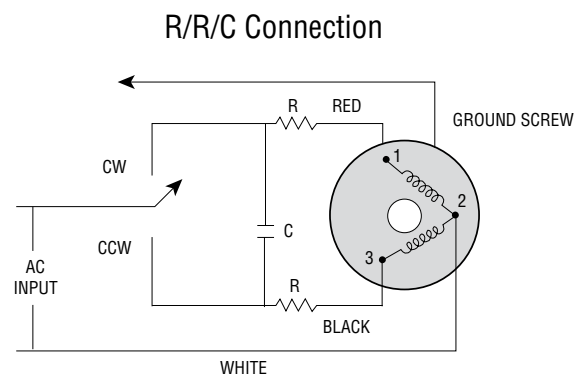 R/R/C Connection
R
RED
GROUND SCREW
CW
1
2
C
CCW
3
AC
INPUT
R
BLACK
WHITE